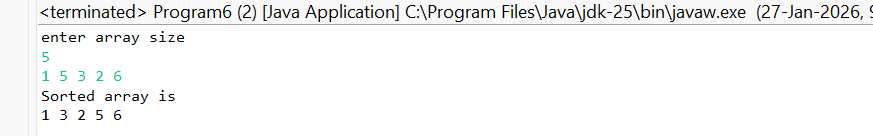 <terminated> Program6 (2) [Java Application] C:\Program Files\Java\jdk-25\bin\javaw.exe (27-Jan-2026, 9
enter array size
5
1 5 3 2 6
Sorted array is
1 3 2 5 6